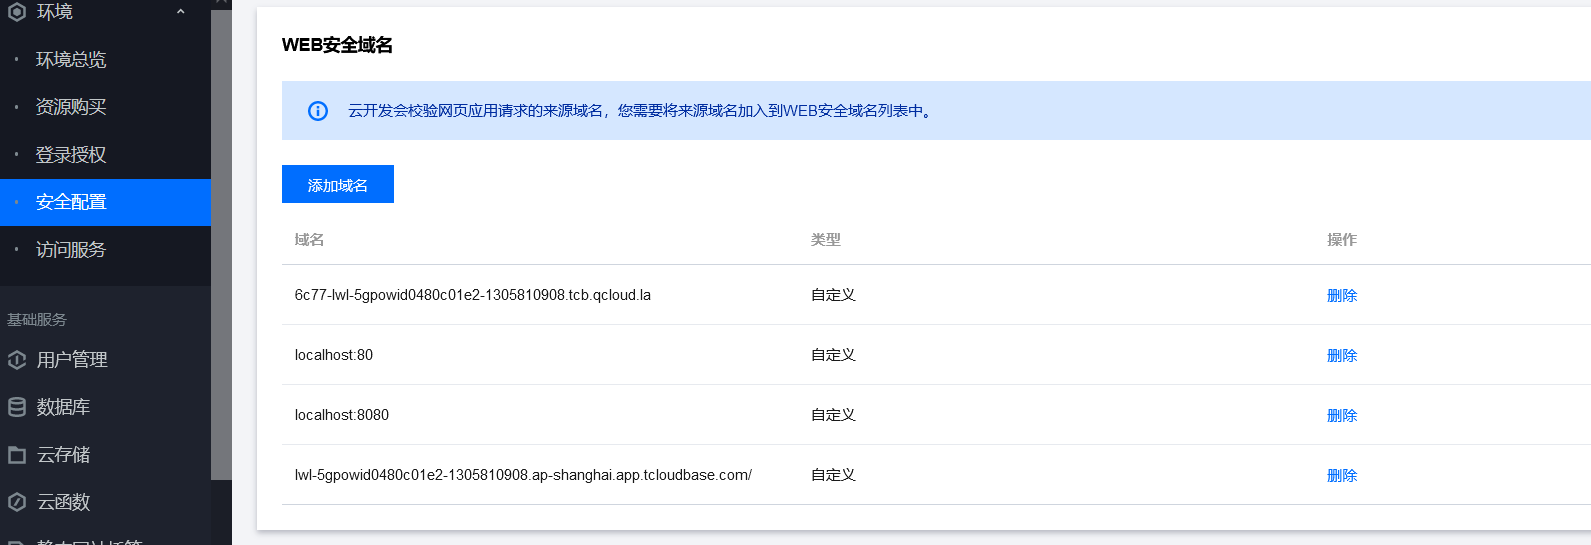 环境
环境总览
资源购买
登录授权
安全配置
访问服务
基础服务
用户管理
数据库
云存储
云函数
WEB安全域名
云开发会校验网页应用请求的来源域名，您需要将来源域名加入到WEB安全域名列表中。
添加域名
域名 类型 操作
6c77-lwl-5gpowid0480c01e2-1305810908.tcb.qcloud.la 自定义 删除
localhost:80 自定义 删除
localhost:8080 自定义 删除
lwl-5gpowid0480c01e2-1305810908.ap-shanghai.app.tcloudbase.com/ 自定义 删除